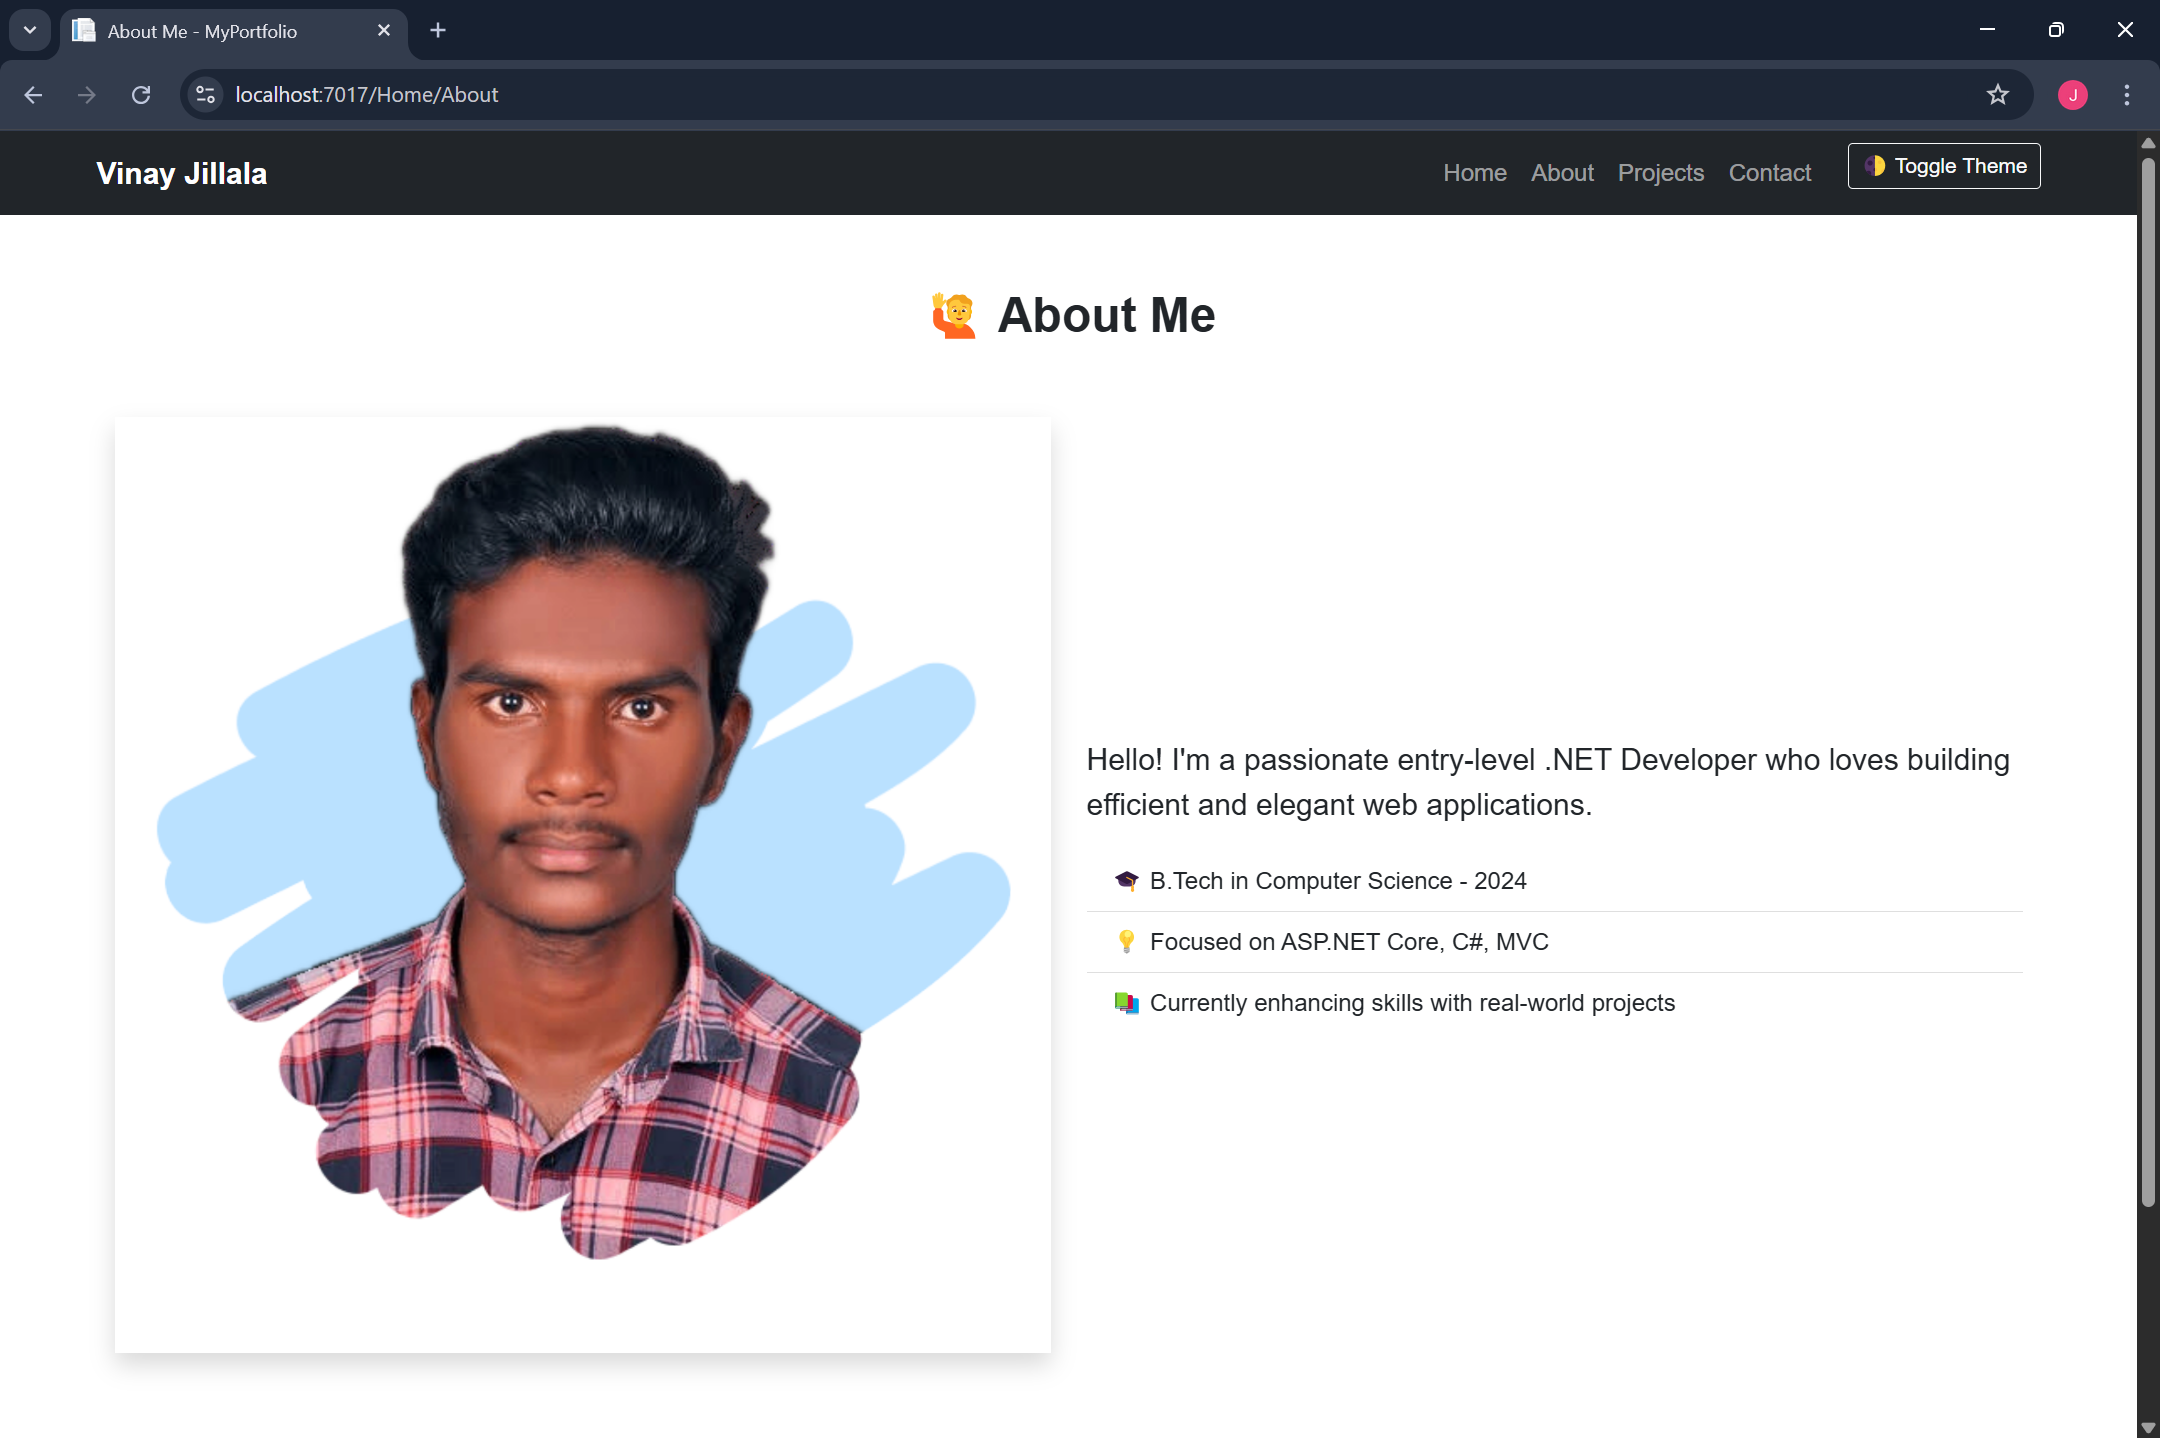 About Me - MyPortfolio
localhost:7017/Home/About
J
Vinay Jillala
Home
About
Projects
Contact
Toggle Theme
About Me
Hello! I'm a passionate entry-level .NET Developer who loves building
efficient and elegant web applications.
B.Tech in Computer Science - 2024
Focused on ASP.NET Core, C#, MVC
Currently enhancing skills with real-world projects